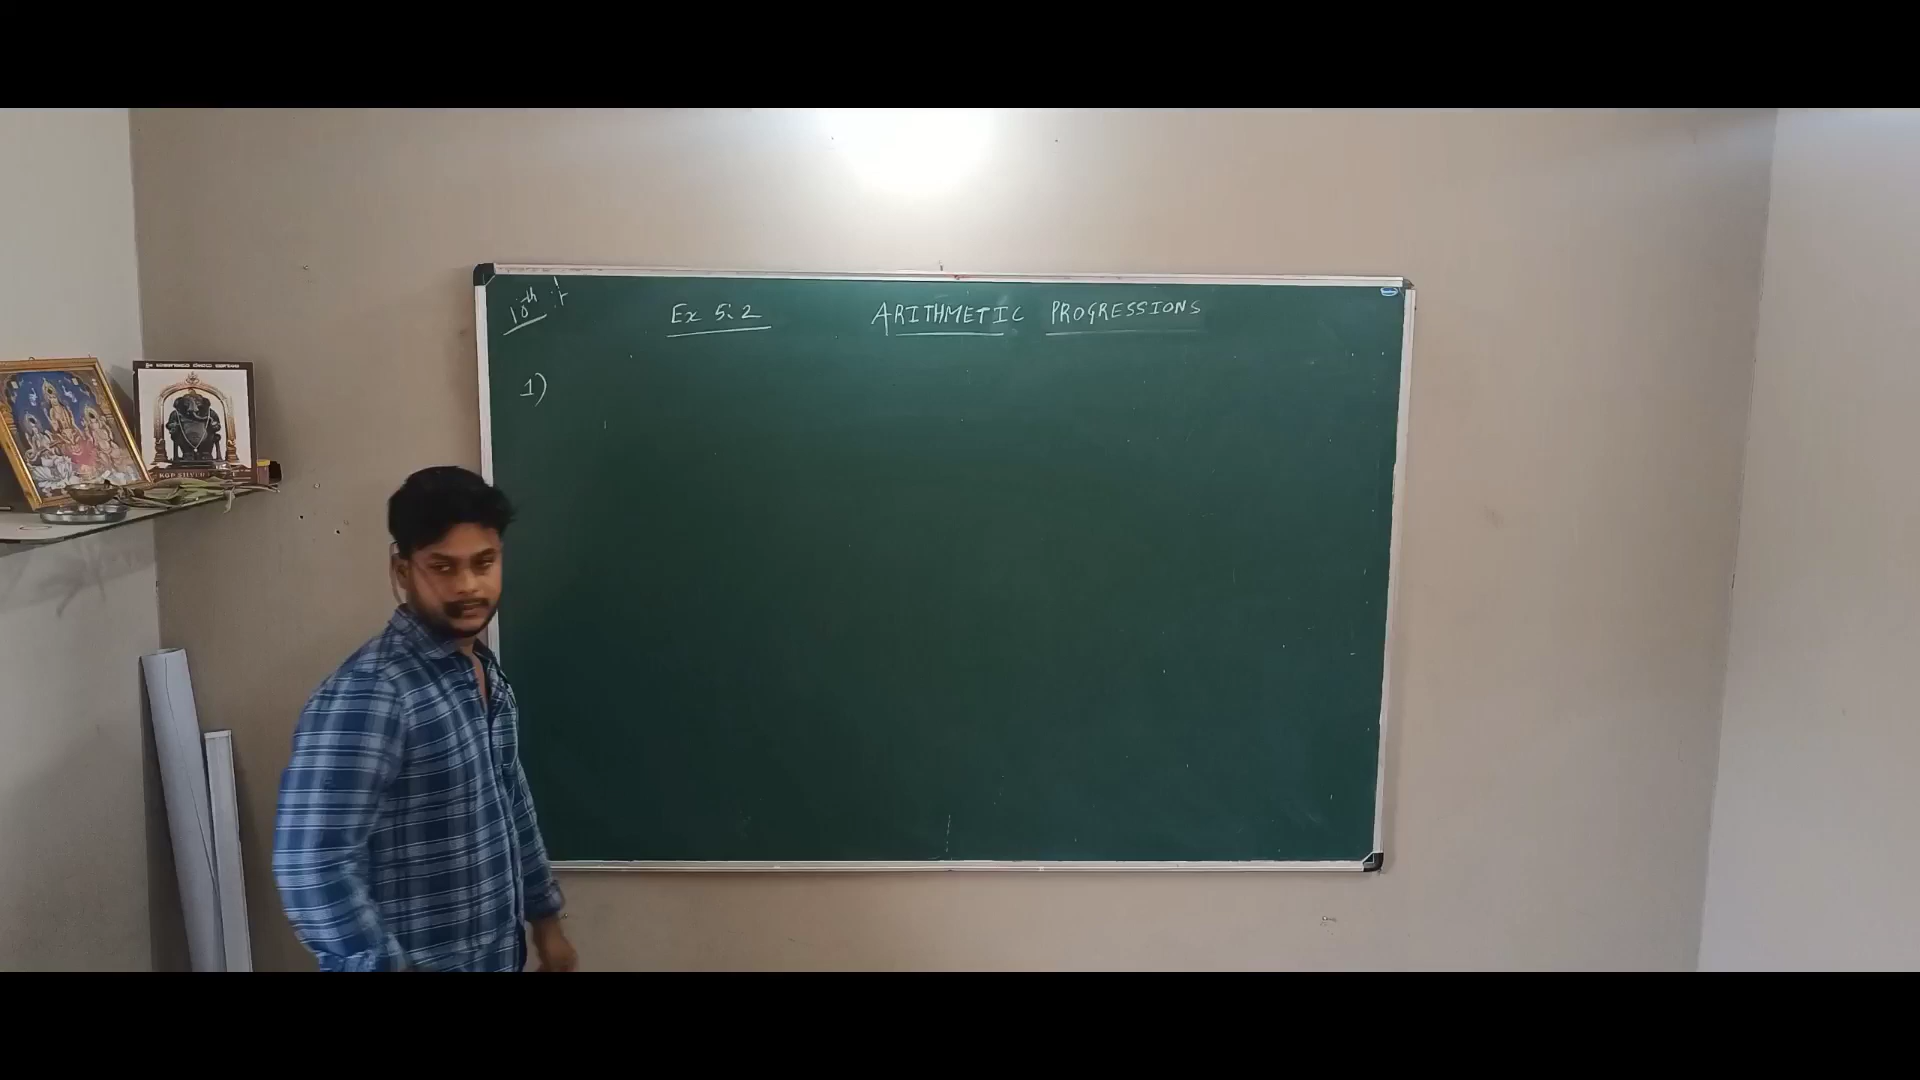 10th :
Ex 5.2 ARITHMETIC PROGRESSIONS
1)